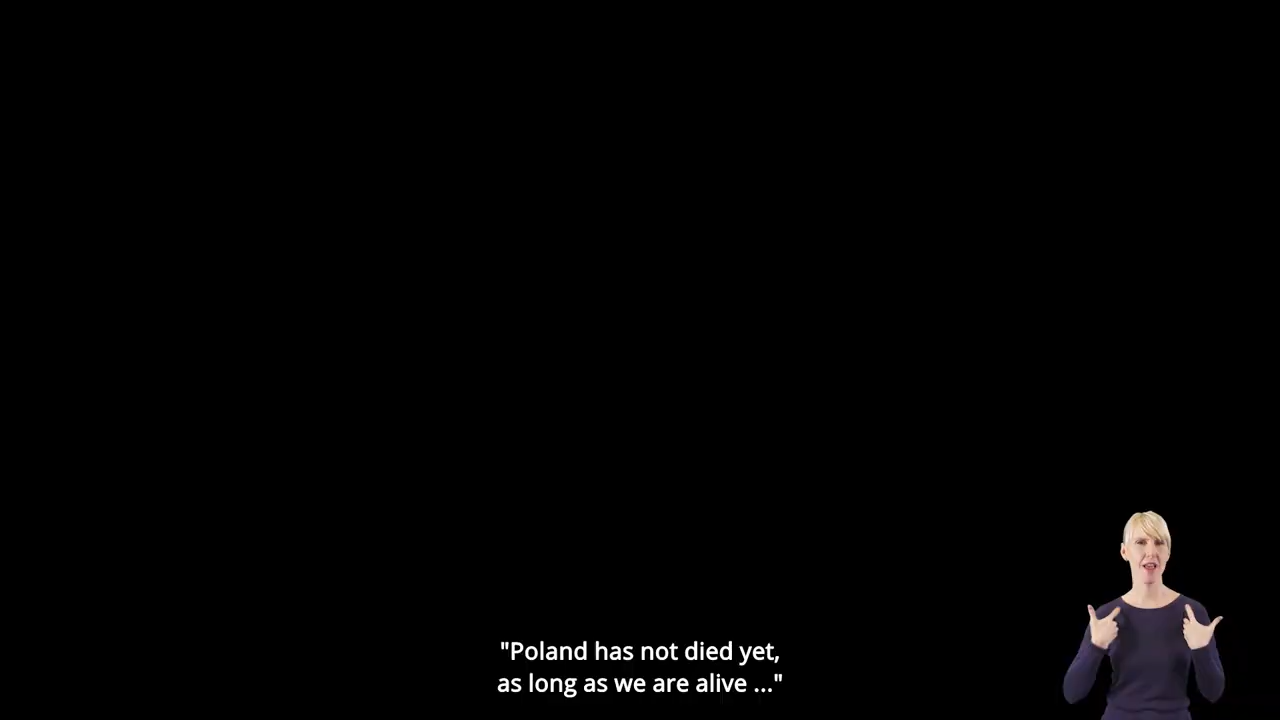 "Poland has not died yet,
as long as we are alive ..."